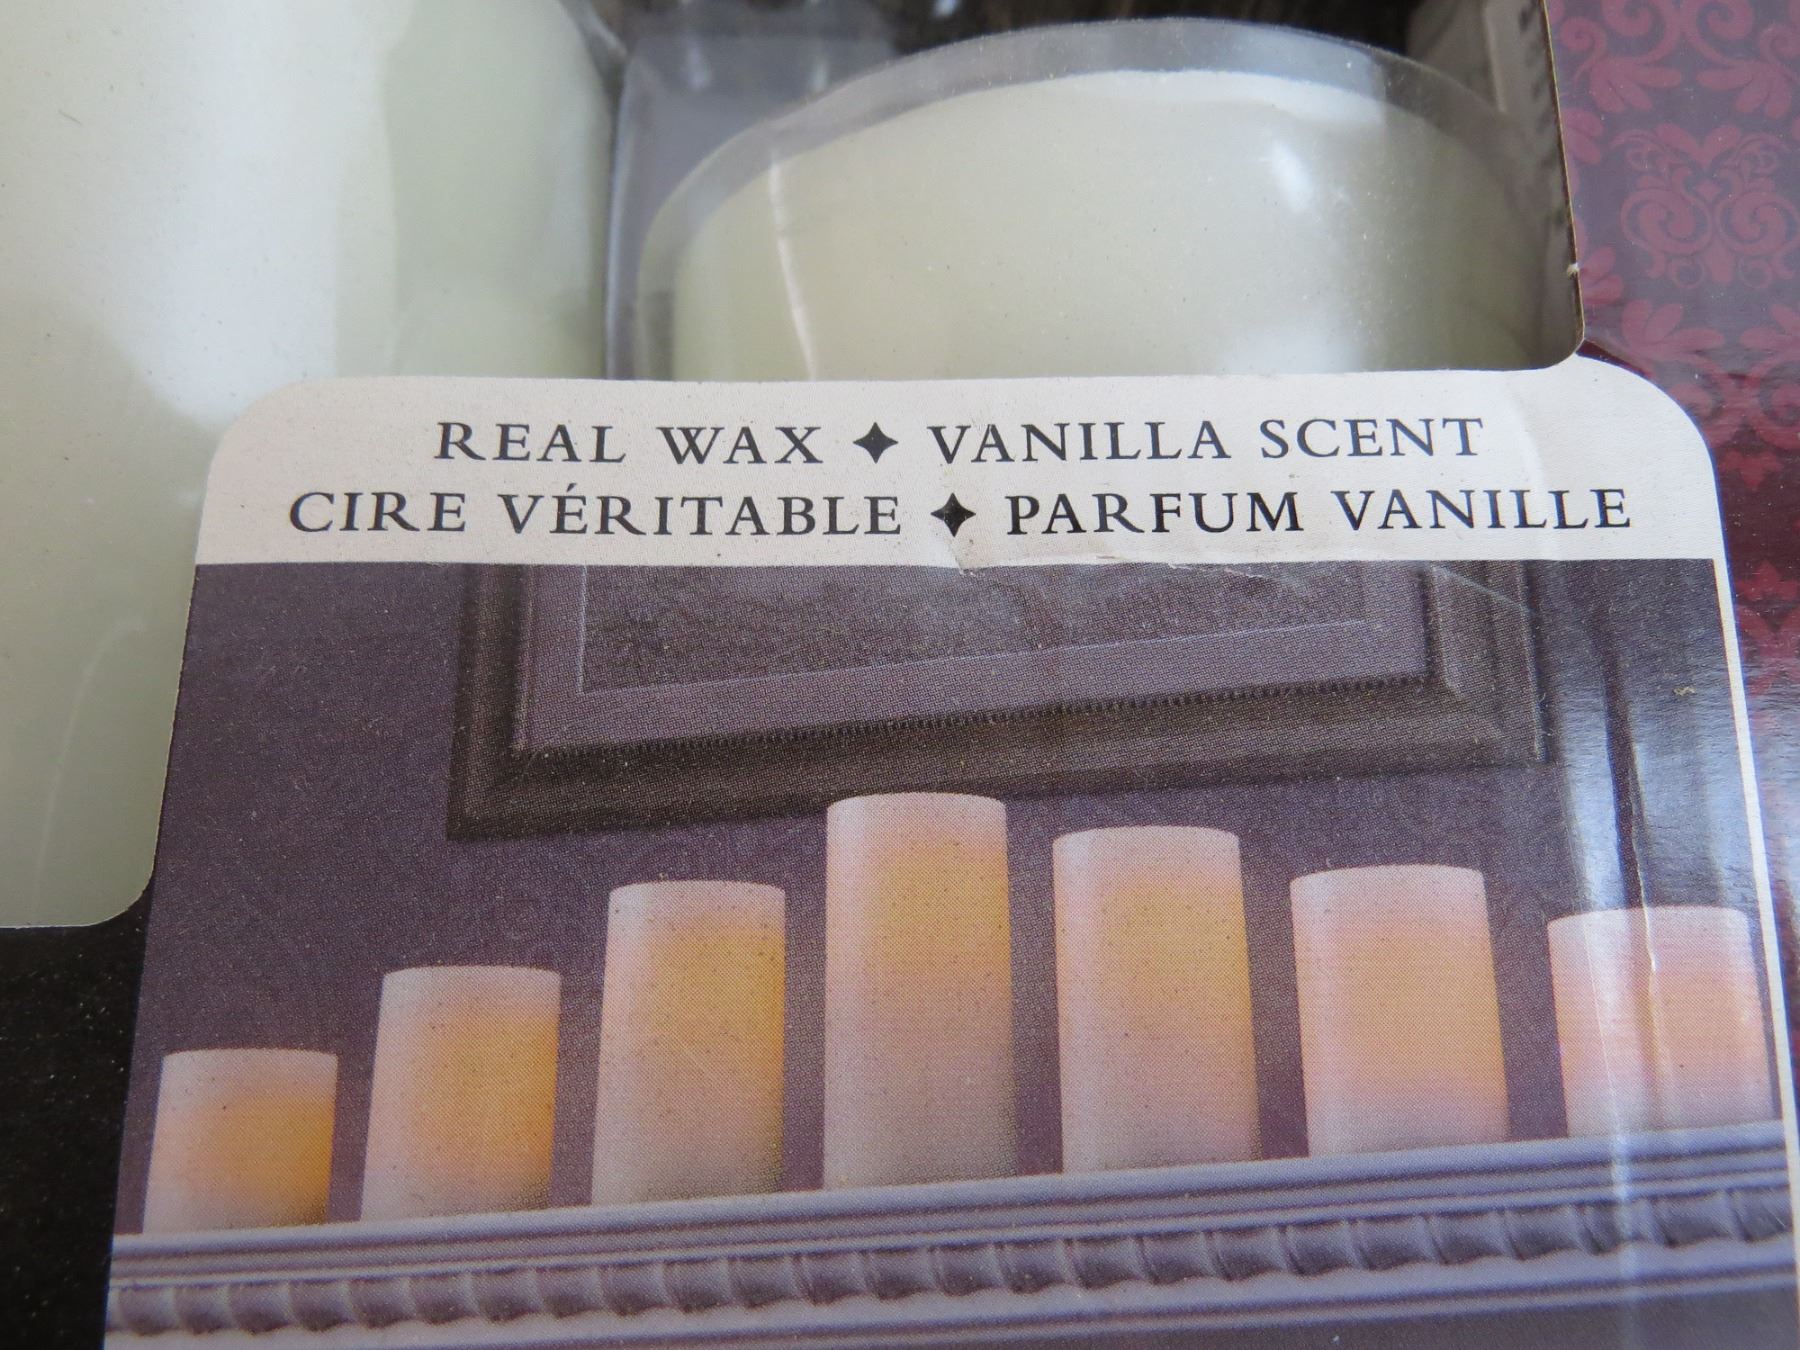 REAL WAX ✦ VANILLA SCENT
CIRE VÉRITABLE ✦ PARFUM VANILLE